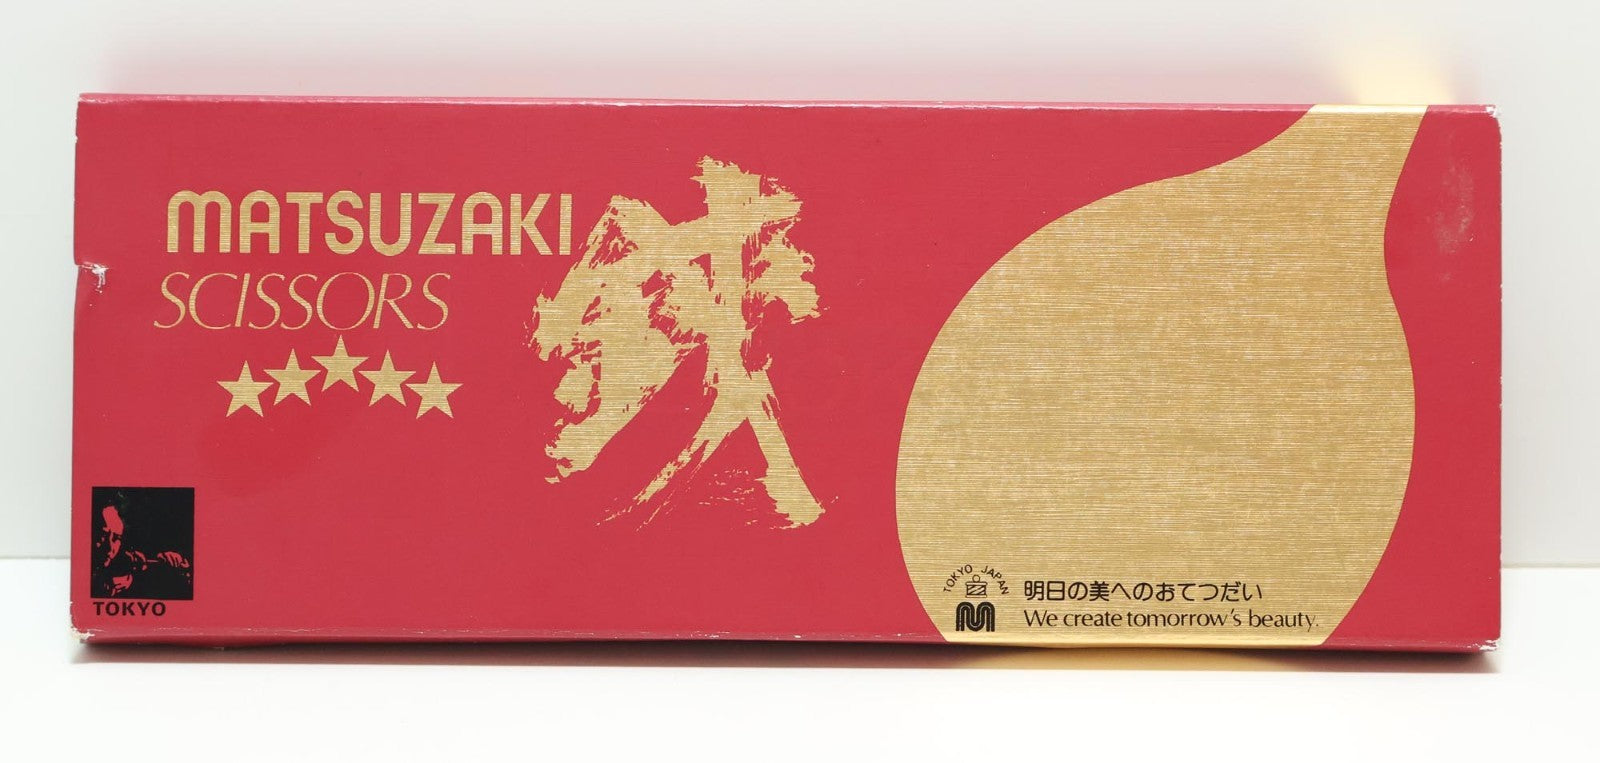 MATSUZAKI
SCISSORS
TOKYO
TOKYO JAPAN
明日の美へのおてつだい
We create tomorrow's beauty.